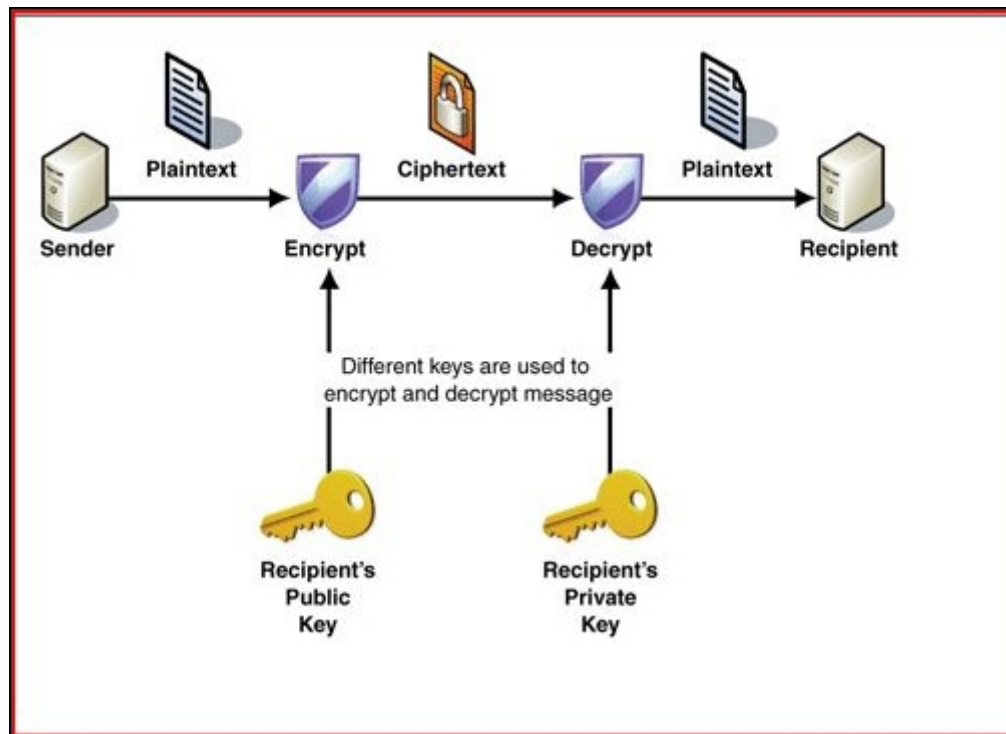 Plaintext
Ciphertext
Plaintext
Sender
Encrypt
Decrypt
Recipient
Different keys are used to
encrypt and decrypt message
Recipient's
Public
Key
Recipient's
Private
Key